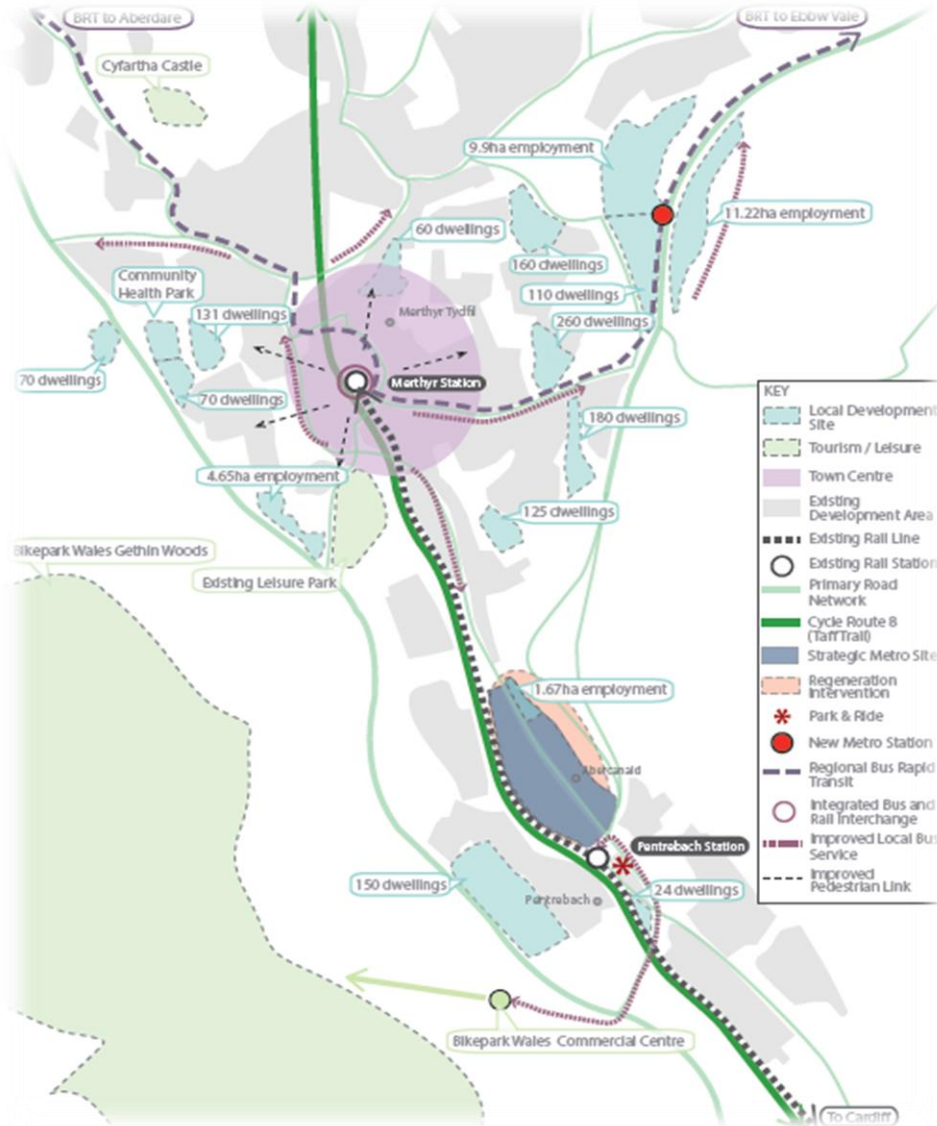 BRT to Aberdare
BRT to Ebbw Vale
Cyfartha Castle
9.9ha employment
11.22ha employment
60 dwellings
160 dwellings
Community
Health Park
110 dwellings
131 dwellings
Merthyr Tydfil
260 dwellings
70 dwellings
Merthyr Station
70 dwellings
180 dwellings
4.65ha employment
125 dwellings
Bikepark Wales Gethin Woods
Existing Leisure Park
1.67ha employment
Abercanaid
Pentrebach Station
150 dwellings
24 dwellings
Pentrebach
Bikepark Wales Commercial Centre
To Cardiff
KEY
Local Development
Site
Tourism / Leisure
Town Centre
Existing
Development Area
Existing Rail Line
Existing Rail Station
Primary Road
Network
Cycle Route 8
(Taff Trail)
Strategic Metro Site
Regeneration
Intervention
Park & Ride
New Metro Station
Regional Bus Rapid
Transit
Integrated Bus and
Rail Interchange
Improved Local Bus
Service
Improved
Pedestrian Link